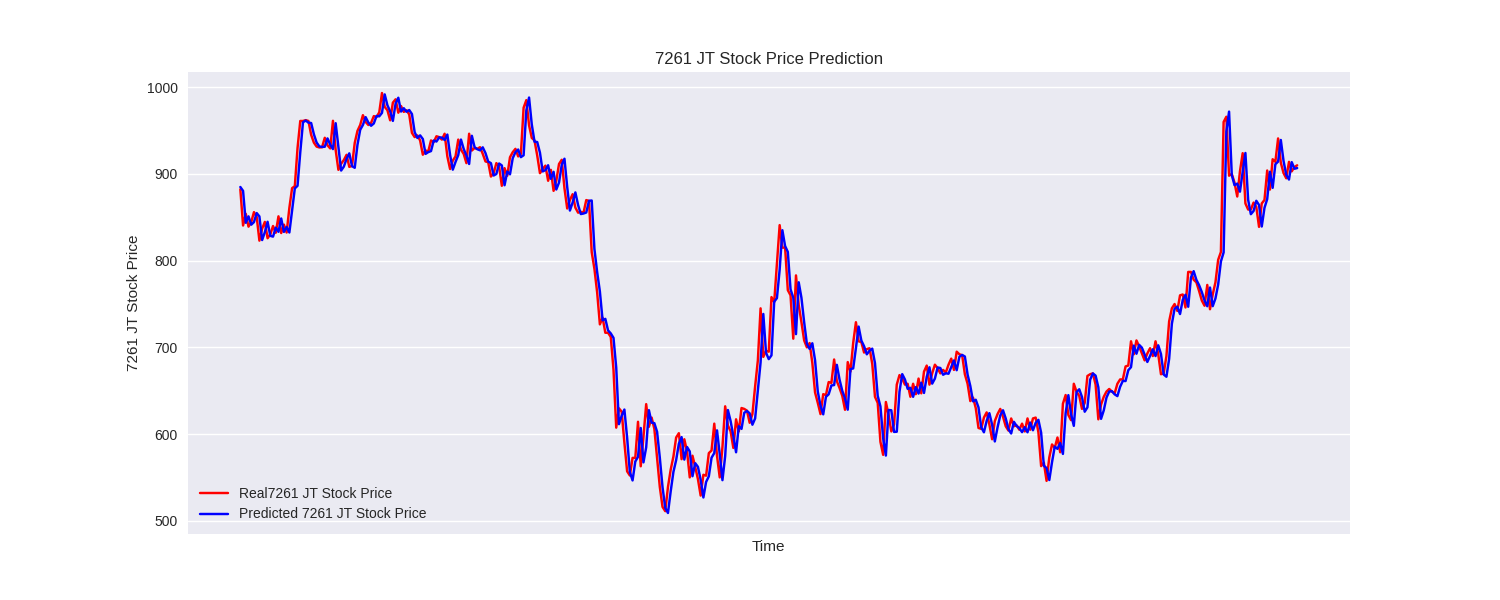 7261 JT Stock Price Prediction
1000
900
800
700
600
500
7261 JT Stock Price
Real7261 JT Stock Price
Predicted 7261 JT Stock Price
Time